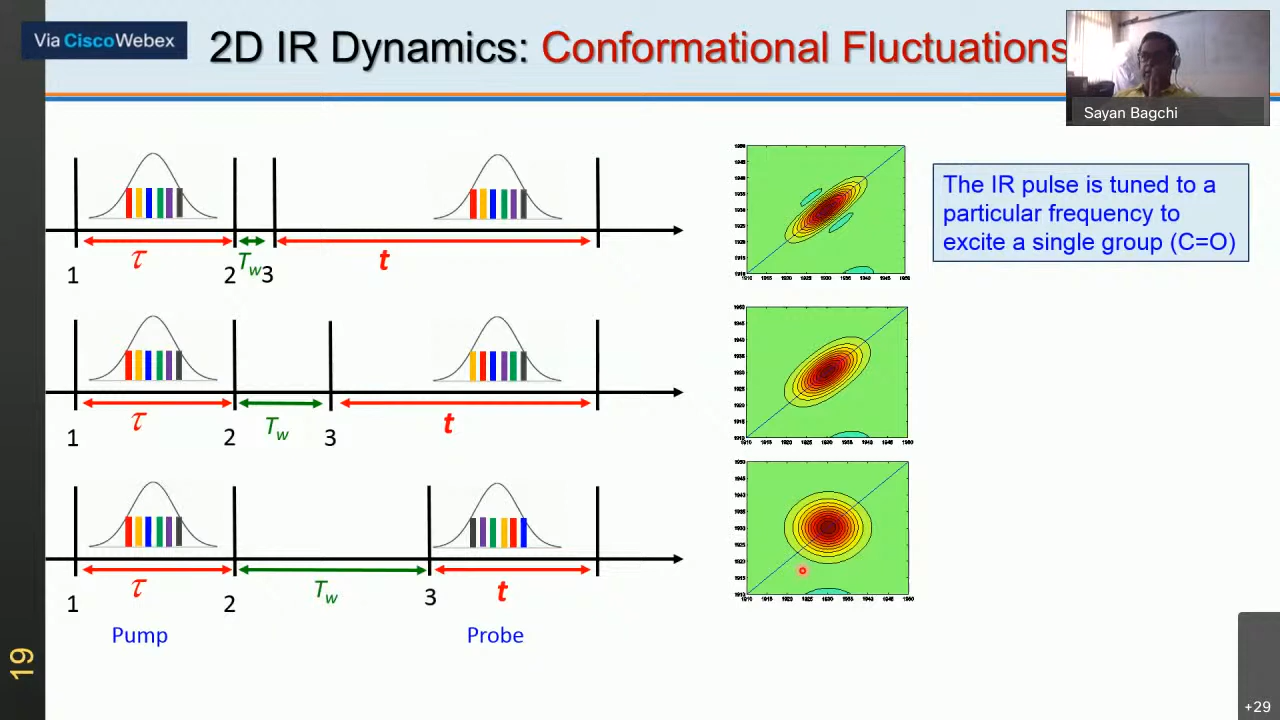 Via CiscoWebex
2D IR Dynamics: Conformational Fluctuations
Sayan Bagchi
The IR pulse is tuned to a
particular frequency to
excite a single group (C=O)
τ
Tw
t
1
2
3
τ
Tw
t
1
2
3
τ
Tw
t
1
2
3
Pump
Probe
19
+29